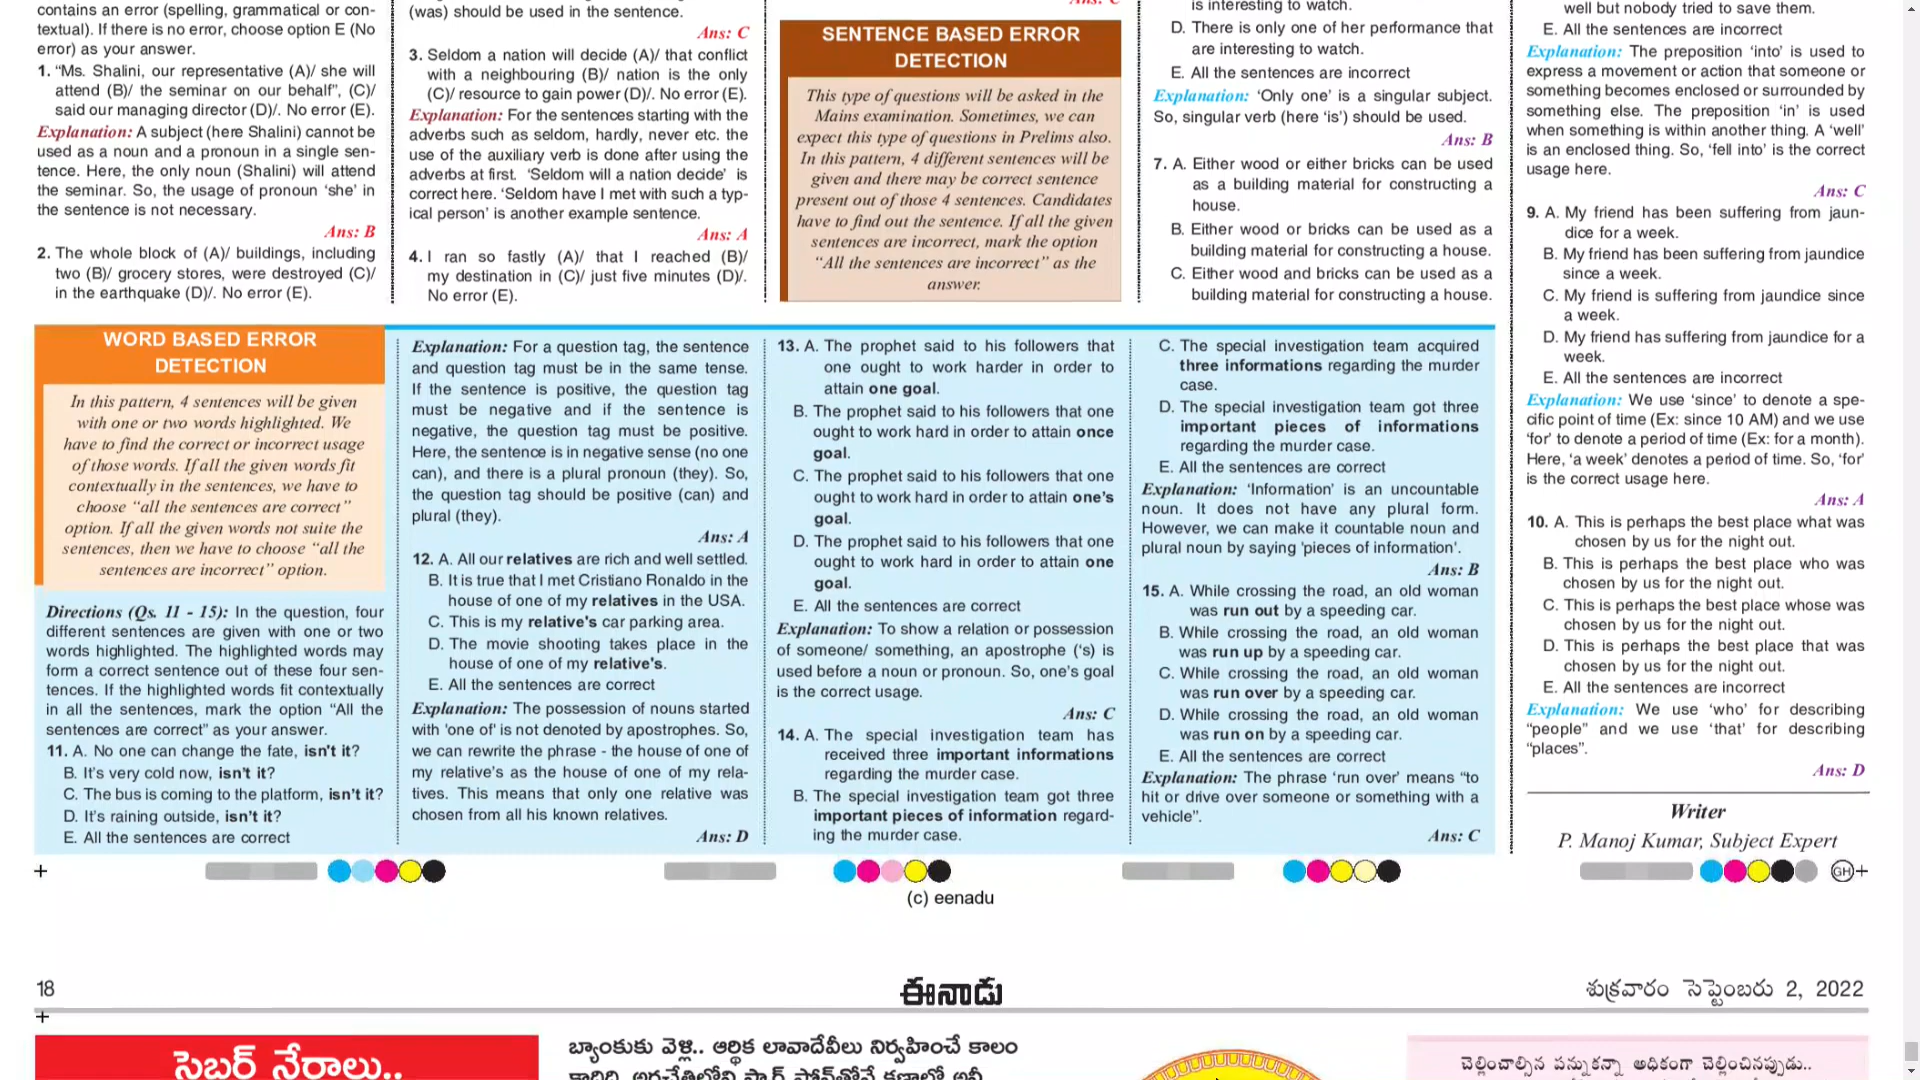 contains an error (spelling, grammatical or con-
textual). If there is no error, choose option E (No
error) as your answer.
1. “Ms. Shalini, our representative (A)/ she will
attend (B)/ the seminar on our behalf”, (C)/
said our managing director (D)/. No error (E).
Explanation: A subject (here Shalini) cannot be
used as a noun and a pronoun in a single sen-
tence. Here, the only noun (Shalini) will attend
the seminar. So, the usage of pronoun ‘she’ in
the sentence is not necessary.
Ans: B
2. The whole block of (A)/ buildings, including
two (B)/ grocery stores, were destroyed (C)/
in the earthquake (D)/. No error (E).
(was) should be used in the sentence.
Ans: C
3. Seldom a nation will decide (A)/ that conflict
with a neighbouring (B)/ nation is the only
(C)/ resource to gain power (D)/. No error (E).
Explanation: For the sentences starting with the
adverbs such as seldom, hardly, never etc. the
use of the auxiliary verb is done after using the
adverbs at first. ‘Seldom will a nation decide’ is
correct here. ‘Seldom have I met with such a typ-
ical person’ is another example sentence.
Ans: A
4. I ran so fastly (A)/ that I reached (B)/
my destination in (C)/ just five minutes (D)/.
No error (E).
Ans: C
SENTENCE BASED ERROR
DETECTION
This type of questions will be asked in the
Mains examination. Sometimes, we can
expect this type of questions in Prelims also.
In this pattern, 4 different sentences will be
given and there may be correct sentence
present out of those 4 sentences. Candidates
have to find out the sentence. If all the given
sentences are incorrect, mark the option
“All the sentences are incorrect” as the
answer.
is interesting to watch.
D. There is only one of her performance that
are interesting to watch.
E. All the sentences are incorrect
Explanation: ‘Only one’ is a singular subject.
So, singular verb (here ‘is’) should be used.
Ans: B
7. A. Either wood or either bricks can be used
as a building material for constructing a
house.
B. Either wood or bricks can be used as a
building material for constructing a house.
C. Either wood and bricks can be used as a
building material for constructing a house.
well but nobody tried to save them.
E. All the sentences are incorrect
Explanation: The preposition ‘into’ is used to
express a movement or action that someone or
something becomes enclosed or surrounded by
something else. The preposition ‘in’ is used
when something is within another thing. A ‘well’
is an enclosed thing. So, ‘fell into’ is the correct
usage here.
Ans: C
9. A. My friend has been suffering from jaun-
dice for a week.
B. My friend has been suffering from jaundice
since a week.
C. My friend is suffering from jaundice since
a week.
D. My friend has suffering from jaundice for a
week.
E. All the sentences are incorrect
Explanation: We use ‘since’ to denote a spe-
cific point of time (Ex: since 10 AM) and we use
‘for’ to denote a period of time (Ex: for a month).
Here, ‘a week’ denotes a period of time. So, ‘for’
is the correct usage here.
Ans: A
10. A. This is perhaps the best place what was
chosen by us for the night out.
B. This is perhaps the best place who was
chosen by us for the night out.
C. This is perhaps the best place whose was
chosen by us for the night out.
D. This is perhaps the best place that was
chosen by us for the night out.
E. All the sentences are incorrect
Explanation: We use ‘who’ for describing
“people” and we use ‘that’ for describing
“places”.
Ans: D
Writer
P. Manoj Kumar, Subject Expert
WORD BASED ERROR
DETECTION
In this pattern, 4 sentences will be given
with one or two words highlighted. We
have to find the correct or incorrect usage
of those words. If all the given words fit
contextually in the sentences, we have to
choose “all the sentences are correct”
option. If all the given words not suite the
sentences, then we have to choose “all the
sentences are incorrect” option.
Directions (Qs. 11 - 15): In the question, four
different sentences are given with one or two
words highlighted. The highlighted words may
form a correct sentence out of these four sen-
tences. If the highlighted words fit contextually
in all the sentences, mark the option “All the
sentences are correct” as your answer.
11. A. No one can change the fate, isn't it?
B. It’s very cold now, isn’t it?
C. The bus is coming to the platform, isn’t it?
D. It’s raining outside, isn’t it?
E. All the sentences are correct
Explanation: For a question tag, the sentence
and question tag must be in the same tense.
If the sentence is positive, the question tag
must be negative and if the sentence is
negative, the question tag must be positive.
Here, the sentence is in negative sense (no one
can), and there is a plural pronoun (they). So,
the question tag should be positive (can) and
plural (they).
Ans: A
12. A. All our relatives are rich and well settled.
B. It is true that I met Cristiano Ronaldo in the
house of one of my relatives in the USA.
C. This is my relative's car parking area.
D. The movie shooting takes place in the
house of one of my relative's.
E. All the sentences are correct
Explanation: The possession of nouns started
with 'one of' is not denoted by apostrophes. So,
we can rewrite the phrase - the house of one of
my relative’s as the house of one of my rela-
tives. This means that only one relative was
chosen from all his known relatives.
Ans: D
13. A. The prophet said to his followers that
one ought to work harder in order to
attain one goal.
B. The prophet said to his followers that one
ought to work hard in order to attain once
goal.
C. The prophet said to his followers that one
ought to work hard in order to attain one’s
goal.
D. The prophet said to his followers that one
ought to work hard in order to attain one
goal.
E. All the sentences are correct
Explanation: To show a relation or possession
of someone/ something, an apostrophe (‘s) is
used before a noun or pronoun. So, one’s goal
is the correct usage.
Ans: C
14. A. The special investigation team has
received three important informations
regarding the murder case.
B. The special investigation team got three
important pieces of information regard-
ing the murder case.
C. The special investigation team acquired
three informations regarding the murder
case.
D. The special investigation team got three
important pieces of informations
regarding the murder case.
E. All the sentences are correct
Explanation: ‘Information’ is an uncountable
noun. It does not have any plural form.
However, we can make it countable noun and
plural noun by saying 'pieces of information'.
Ans: B
15. A. While crossing the road, an old woman
was run out by a speeding car.
B. While crossing the road, an old woman
was run up by a speeding car.
C. While crossing the road, an old woman
was run over by a speeding car.
D. While crossing the road, an old woman
was run on by a speeding car.
E. All the sentences are correct
Explanation: The phrase ‘run over’ means “to
hit or drive over someone or something with a
vehicle”.
Ans: C
GH
(c) eenadu
18
ఈనాడు
శుక్రవారం సెప్టెంబరు 2, 2022
సైబర్ నేరాలు..
బ్యాంకుకు వెళ్లి.. ఆర్థిక లావాదేవీలు నిర్వహించే కాలం
చెల్లించాల్సిన పన్నుకన్నా అధికంగా చెల్లించినప్పుడు..